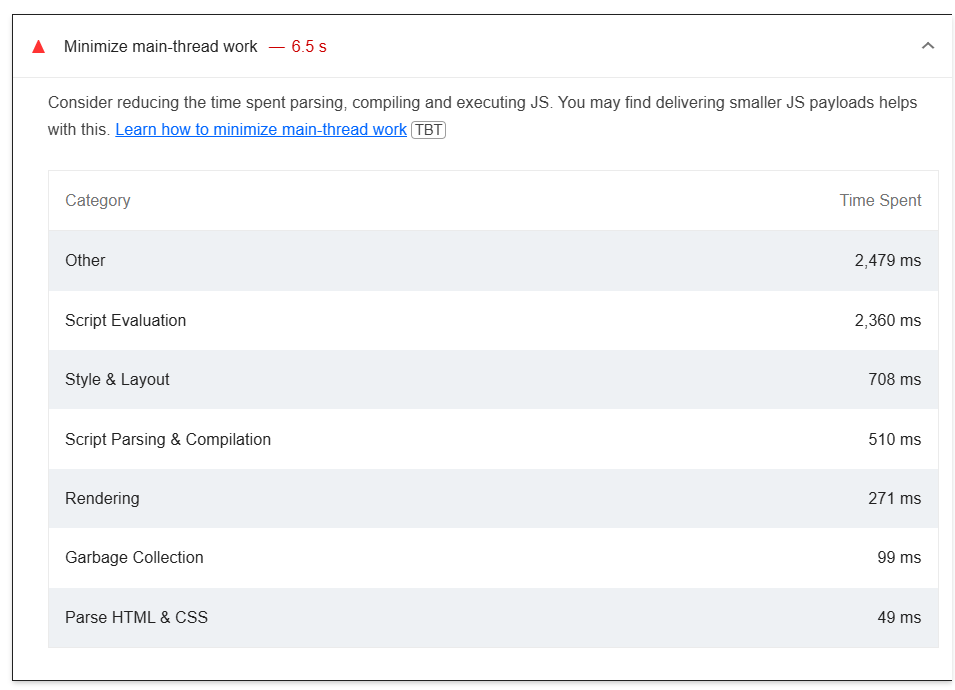 Minimize main-thread work — 6.5 s
Consider reducing the time spent parsing, compiling and executing JS. You may find delivering smaller JS payloads helps
with this. Learn how to minimize main-thread work TBT
Category Time Spent
Other 2,479 ms
Script Evaluation 2,360 ms
Style & Layout 708 ms
Script Parsing & Compilation 510 ms
Rendering 271 ms
Garbage Collection 99 ms
Parse HTML & CSS 49 ms